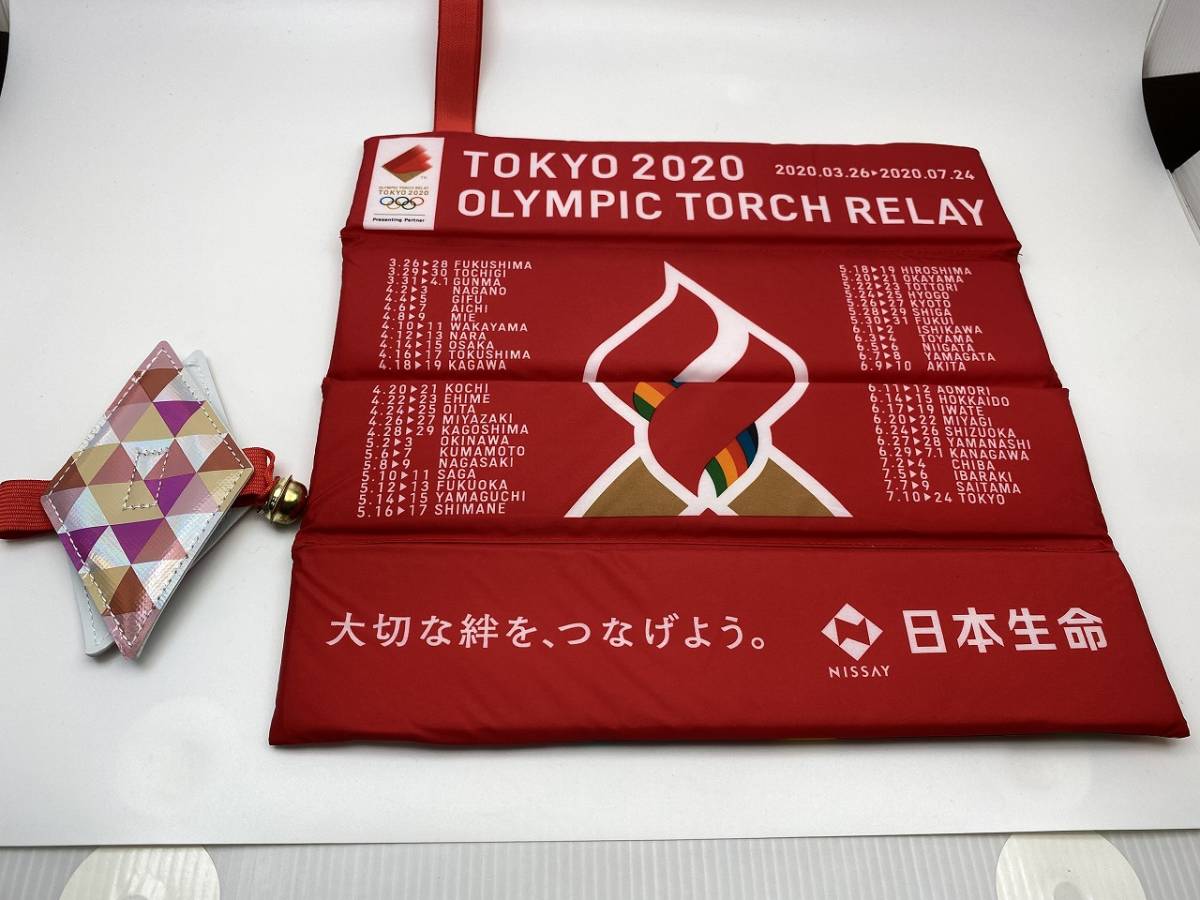 TOKYO 2020
2020.03.26▶2020.07.24
OLYMPIC TORCH RELAY
OLYMPIC TORCH RELAY
TOKYO 2020
Presenting Partner
3.26▶28 FUKUSHIMA
3.29▶30 TOCHIGI
3.31▶4.1 GUNMA
4.2▶3 NAGANO
4.4▶5 GIFU
4.6▶7 AICHI
4.8▶9 MIE
4.10▶11 WAKAYAMA
4.12▶13 NARA
4.14▶15 OSAKA
4.16▶17 TOKUSHIMA
4.18▶19 KAGAWA
4.20▶21 KOCHI
4.22▶23 EHIME
4.24▶25 OITA
4.26▶27 MIYAZAKI
4.28▶29 KAGOSHIMA
5.2▶3 OKINAWA
5.6▶7 KUMAMOTO
5.8▶9 NAGASAKI
5.10▶11 SAGA
5.12▶13 FUKUOKA
5.14▶15 YAMAGUCHI
5.16▶17 SHIMANE
5.18▶19 HIROSHIMA
5.20▶21 OKAYAMA
5.22▶23 TOTTORI
5.24▶25 HYOGO
5.26▶27 KYOTO
5.28▶29 SHIGA
5.30▶31 FUKUI
6.1▶2 ISHIKAWA
6.3▶4 TOYAMA
6.5▶6 NIIGATA
6.7▶8 YAMAGATA
6.9▶10 AKITA
6.11▶12 AOMORI
6.14▶15 HOKKAIDO
6.17▶19 IWATE
6.20▶22 MIYAGI
6.24▶26 SHIZUOKA
6.27▶28 YAMANASHI
6.29▶7.1 KANAGAWA
7.2▶4 CHIBA
7.5▶6 IBARAKI
7.7▶9 SAITAMA
7.10▶24 TOKYO
大切な絆を、つなげよう。
NISSAY
日本生命